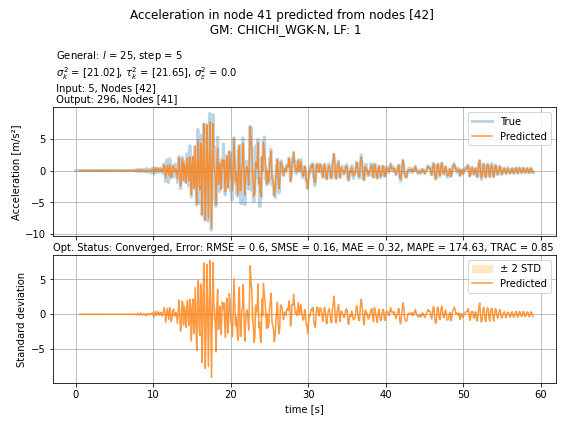 Acceleration in node 41 predicted from nodes [42]
GM: CHICHI_WGK-N, LF: 1
General: l = 25, step = 5
σ²ₖ = [21.02], τ²ₖ = [21.65], σ²ε = 0.0
Input: 5, Nodes [42]
Output: 296, Nodes [41]
Acceleration [m/s²]
5
0
−5
−10
True
Predicted
Opt. Status: Converged, Error: RMSE = 0.6, SMSE = 0.16, MAE = 0.32, MAPE = 174.63, TRAC = 0.85
Standard deviation
5
0
−5
± 2 STD
Predicted
0 10 20 30 40 50 60
time [s]